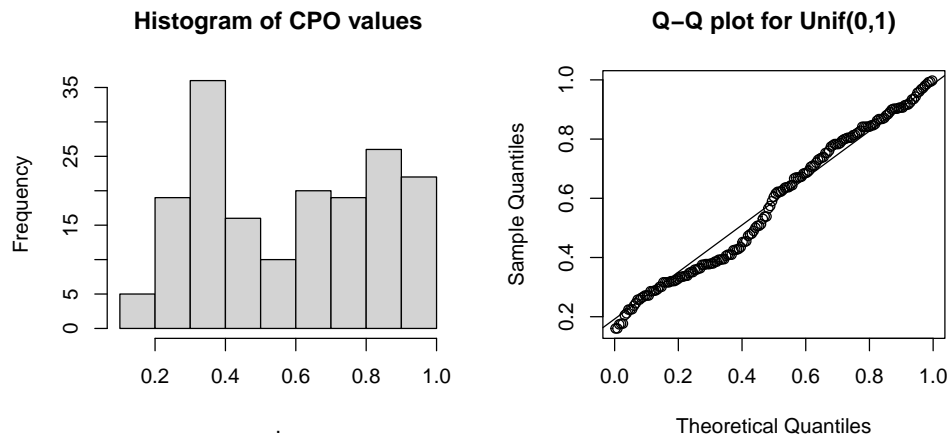 Histogram of CPO values
Frequency
35
25
15
5
0
0.2 0.4 0.6 0.8 1.0
.
Q−Q plot for Unif(0,1)
Sample Quantiles
1.0
0.8
0.6
0.4
0.2
0.0 0.2 0.4 0.6 0.8 1.0
Theoretical Quantiles